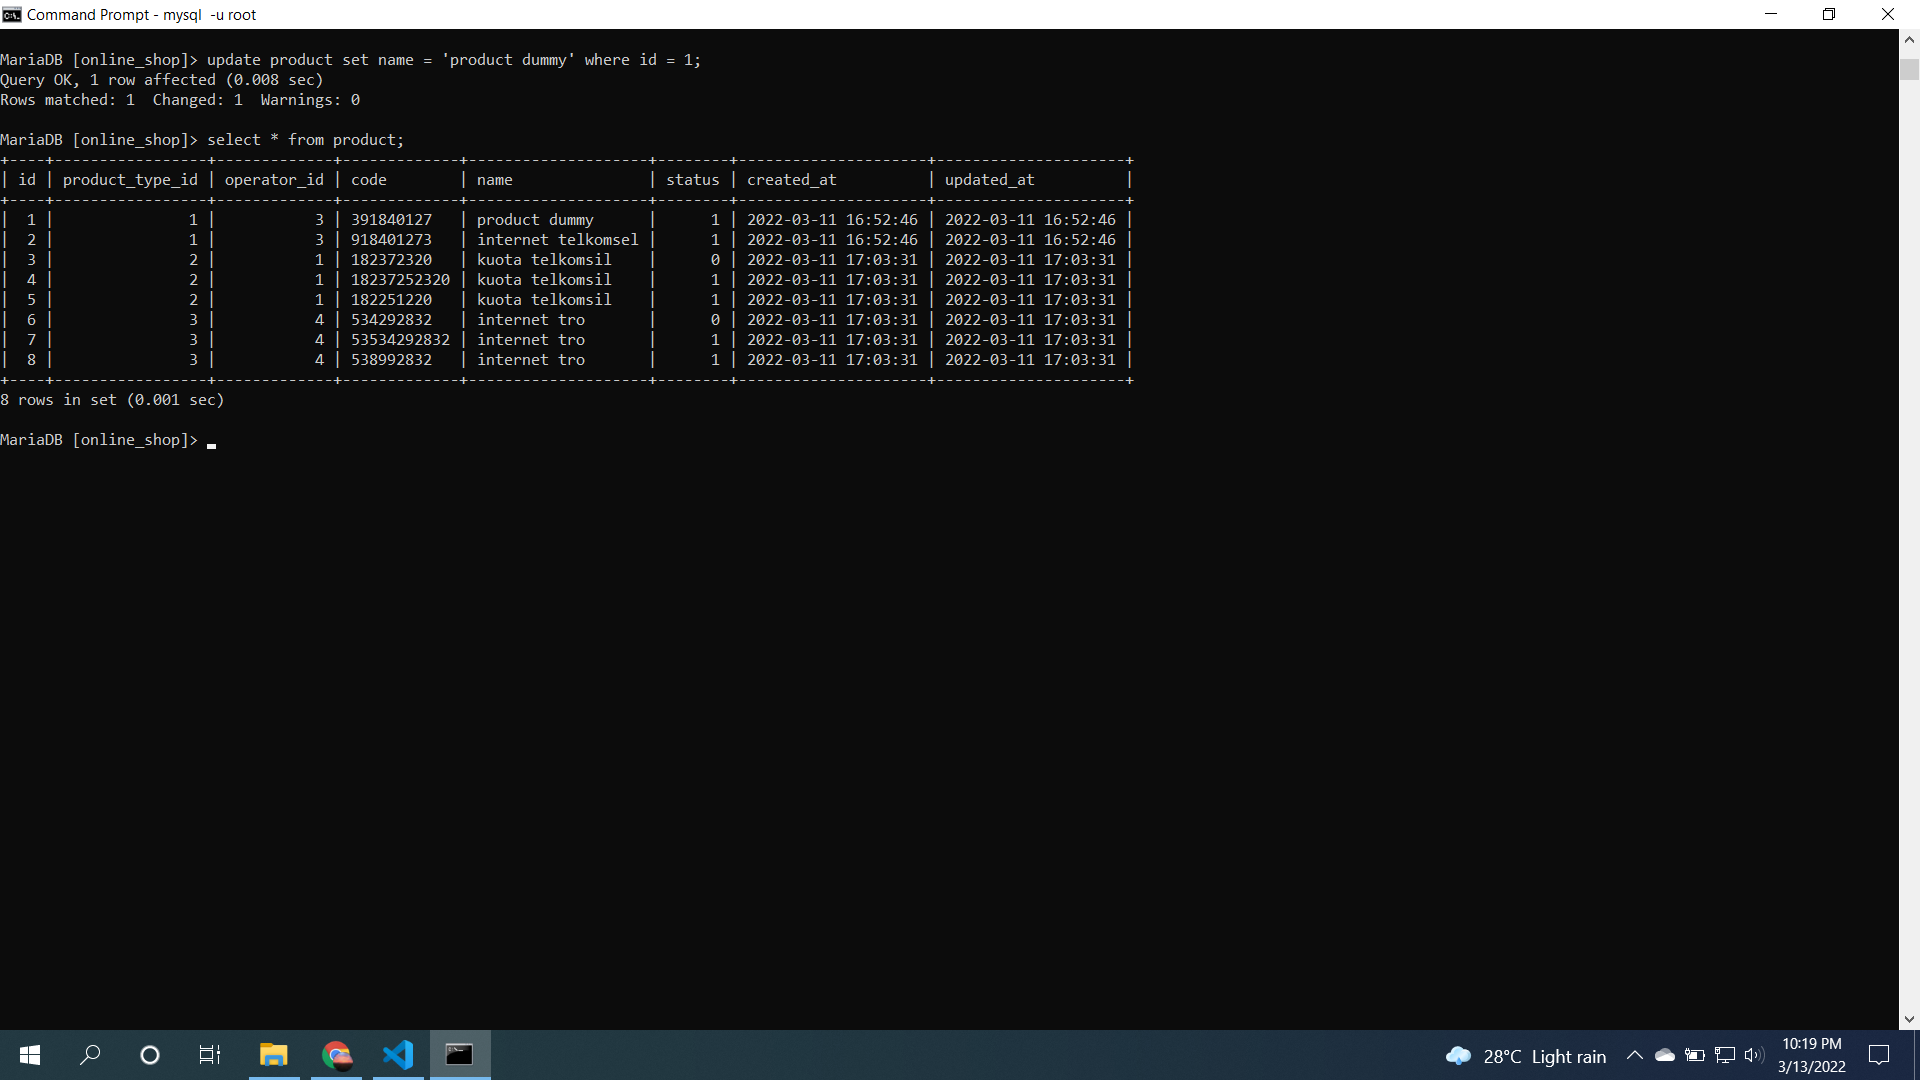 Command Prompt - mysql  -u root
MariaDB [online_shop]> update product set name = 'product dummy' where id = 1;
Query OK, 1 row affected (0.008 sec)
Rows matched: 1  Changed: 1  Warnings: 0
MariaDB [online_shop]> select * from product;
+----+-----------------+-------------+-------------+--------------------+--------+---------------------+---------------------+
| id | product_type_id | operator_id | code        | name               | status | created_at          | updated_at          |
+----+-----------------+-------------+-------------+--------------------+--------+---------------------+---------------------+
|  1 |               1 |           3 | 391840127   | product dummy      |      1 | 2022-03-11 16:52:46 | 2022-03-11 16:52:46 |
|  2 |               1 |           3 | 918401273   | internet telkomsel |      1 | 2022-03-11 16:52:46 | 2022-03-11 16:52:46 |
|  3 |               2 |           1 | 182372320   | kuota telkomsil    |      0 | 2022-03-11 17:03:31 | 2022-03-11 17:03:31 |
|  4 |               2 |           1 | 18237252320 | kuota telkomsil    |      1 | 2022-03-11 17:03:31 | 2022-03-11 17:03:31 |
|  5 |               2 |           1 | 182251220   | kuota telkomsil    |      1 | 2022-03-11 17:03:31 | 2022-03-11 17:03:31 |
|  6 |               3 |           4 | 534292832   | internet tro       |      0 | 2022-03-11 17:03:31 | 2022-03-11 17:03:31 |
|  7 |               3 |           4 | 53534292832 | internet tro       |      1 | 2022-03-11 17:03:31 | 2022-03-11 17:03:31 |
|  8 |               3 |           4 | 538992832   | internet tro       |      1 | 2022-03-11 17:03:31 | 2022-03-11 17:03:31 |
+----+-----------------+-------------+-------------+--------------------+--------+---------------------+---------------------+
8 rows in set (0.001 sec)
MariaDB [online_shop]>
28°C  Light rain
10:19 PM
3/13/2022